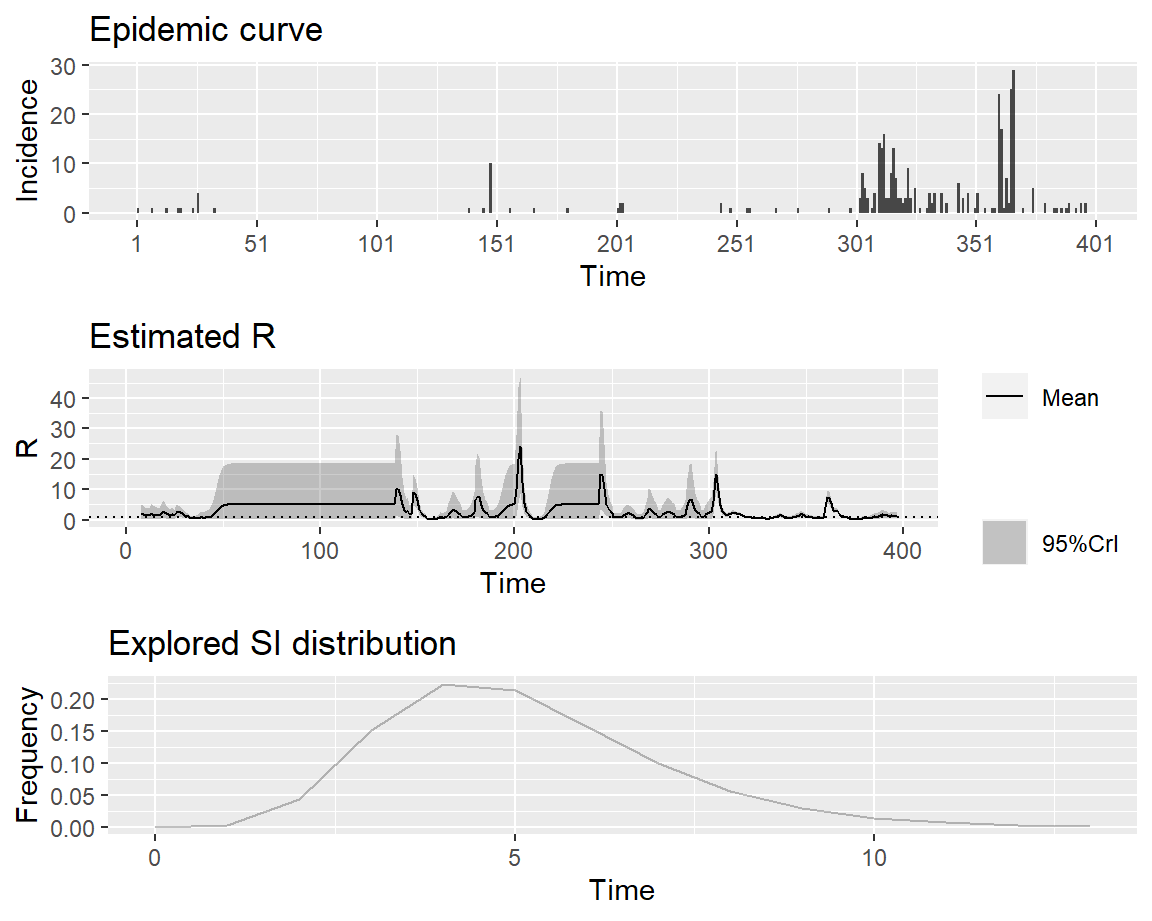 Epidemic curve
Incidence
30
20
10
0
1 51 101 151 201 251 301 351 401
Time
Estimated R
R
40
30
20
10
0
0 100 200 300 400
Time
Mean
95%CrI
Explored SI distribution
Frequency
0.20
0.15
0.10
0.05
0.00
0 5 10
Time